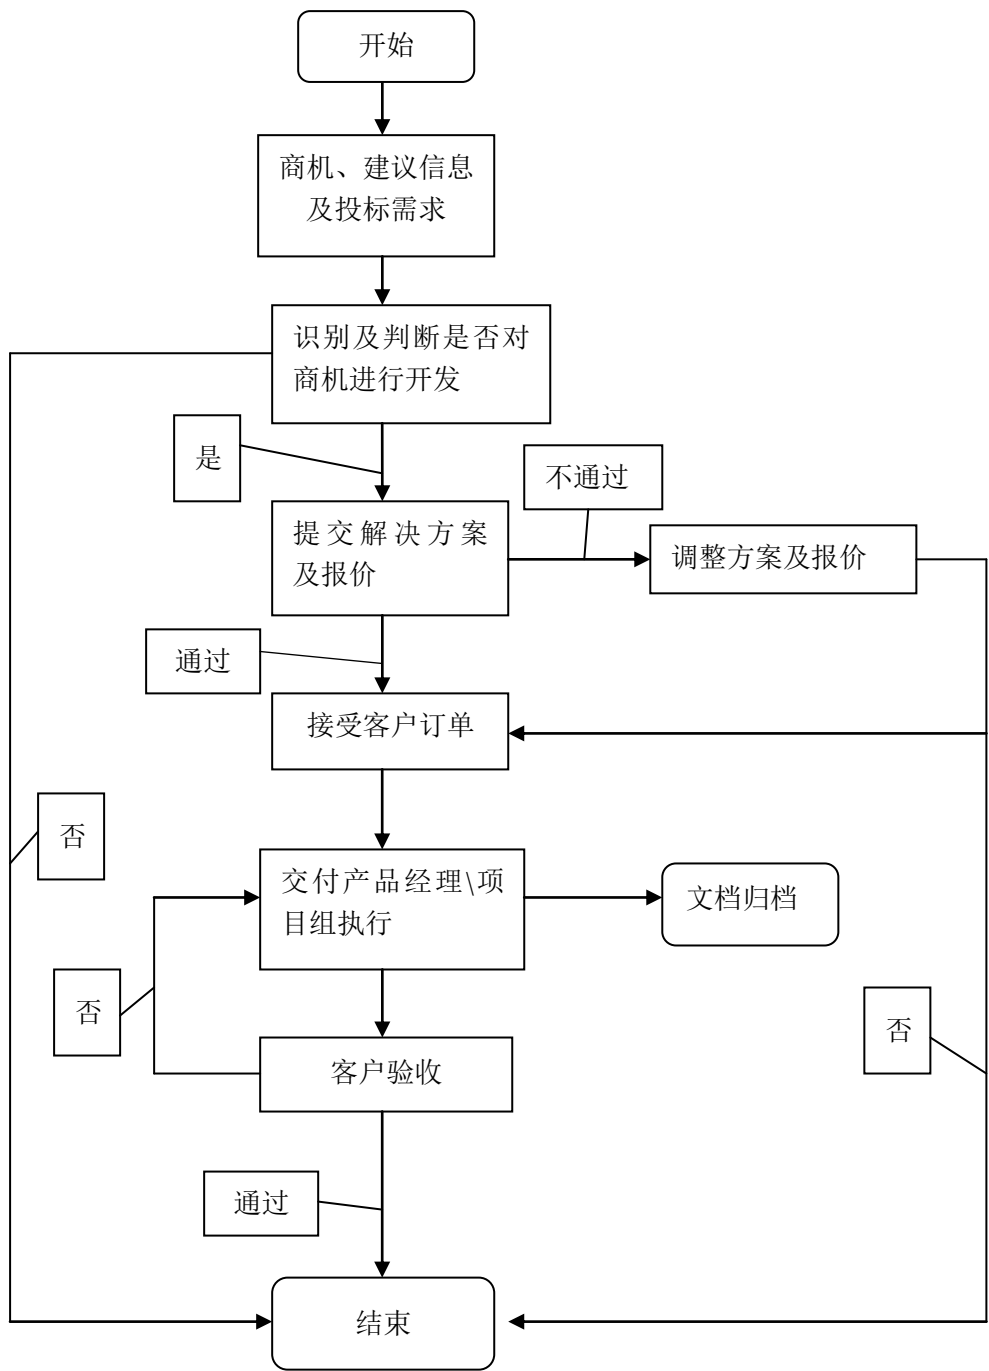 开始
商机、建议信息
及投标需求
识别及判断是否对
商机进行开发
是
不通过
提交解决方案
及报价
调整方案及报价
通过
接受客户订单
否
交付产品经理\项
目组执行
文档归档
否
否
客户验收
通过
结束